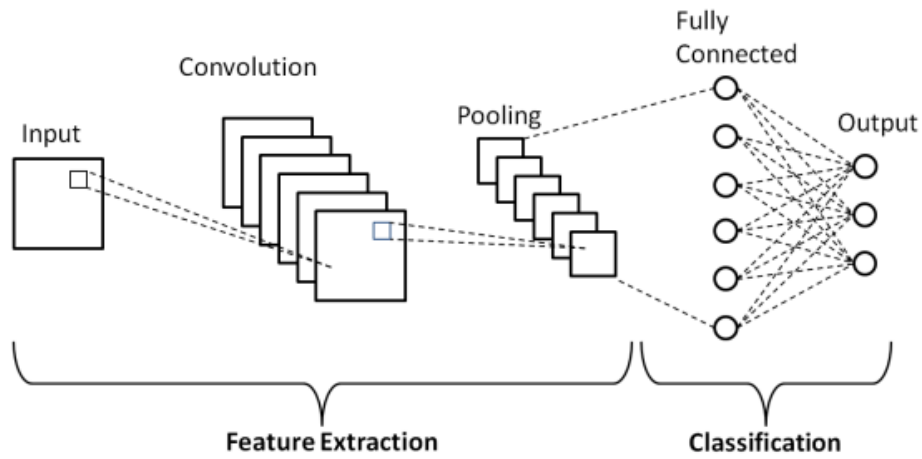 Input
Convolution
Pooling
Fully
Connected
Output
Feature Extraction
Classification